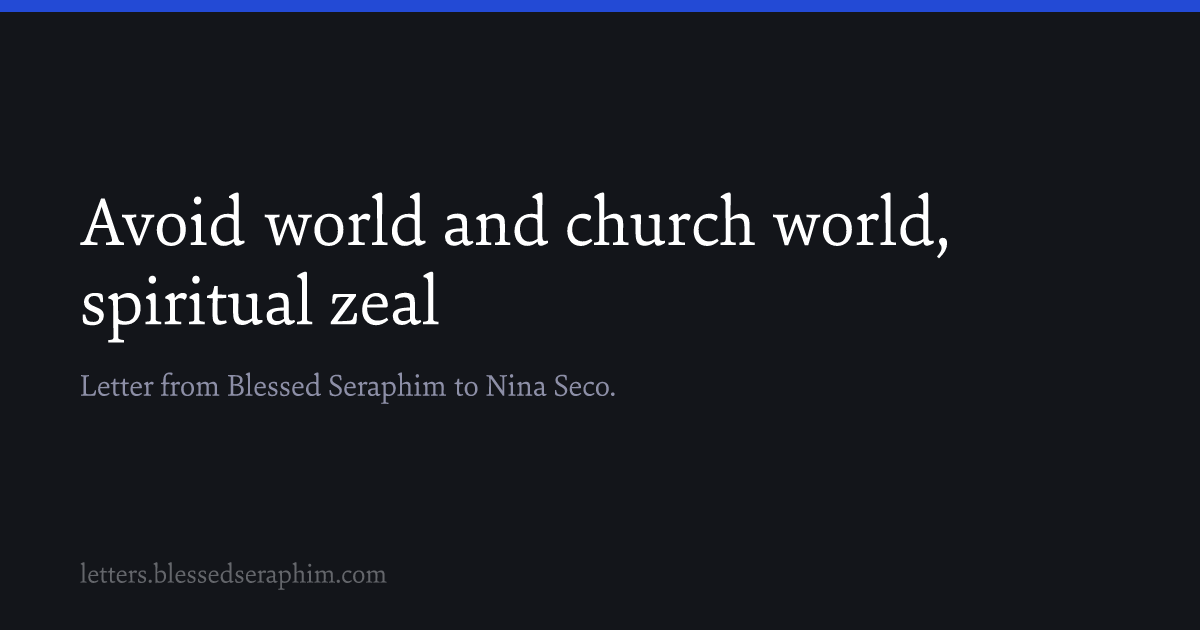 Avoid world and church world,
spiritual zeal
Letter from Blessed Seraphim to Nina Seco.
letters.blessedseraphim.com